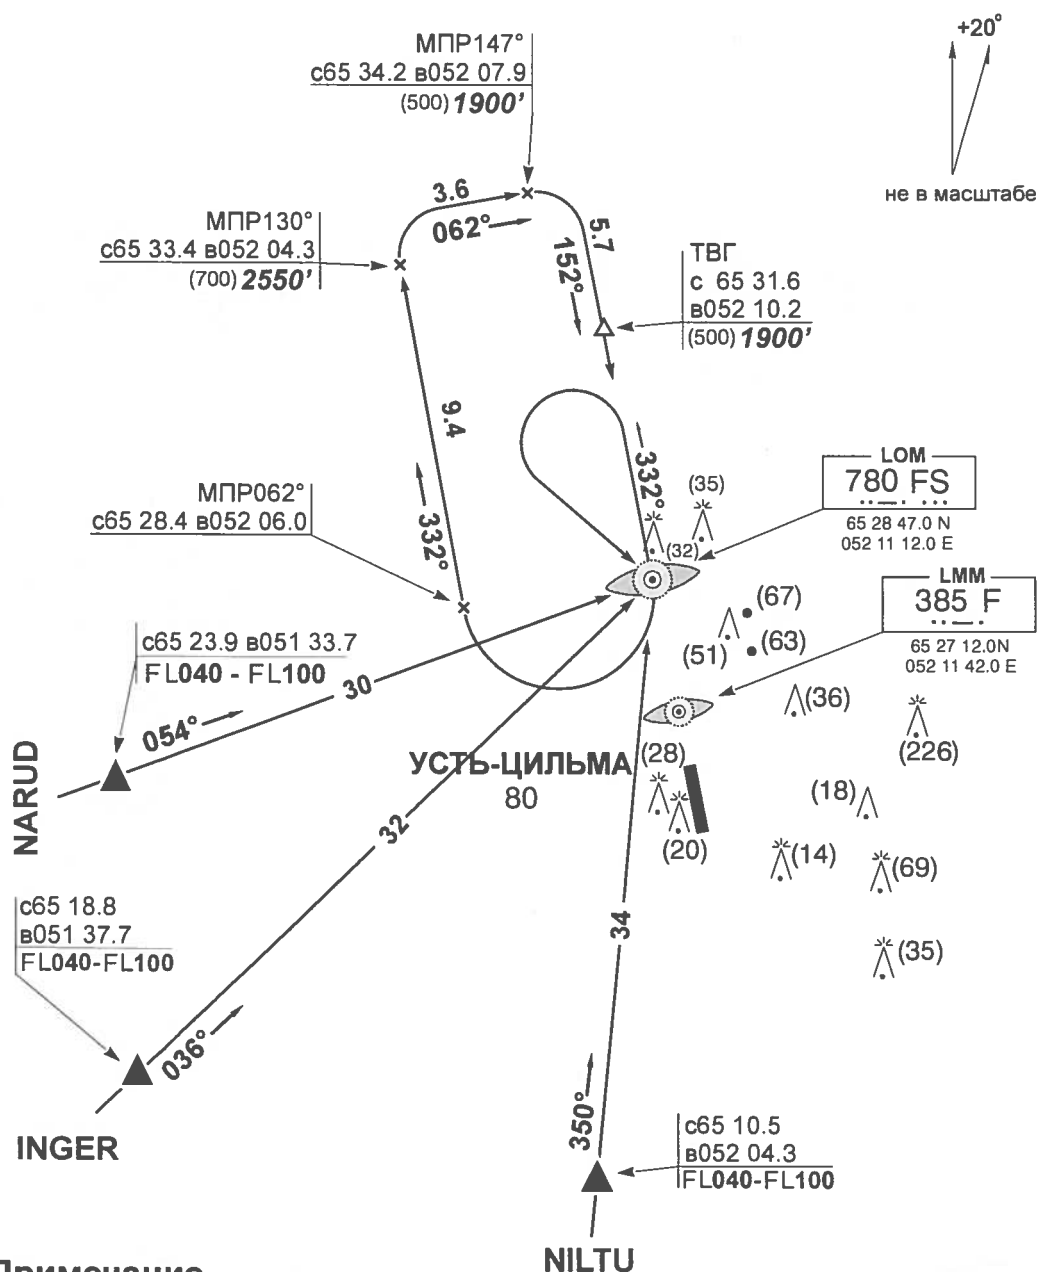 МПР147°
с65 34.2 в052 07.9
(500) 1900'
+20°
не в масштабе
МПР130°
с65 33.4 в052 04.3
(700) 2550'
3.6
062°
5.7
152°
ТВГ
с 65 31.6
в052 10.2
(500) 1900'
9.4
332°
332°
МПР062°
с65 28.4 в052 06.0
(35)
(32)
LOM
780 FS
65 28 47.0 N
052 11 12.0 E
LMM
385 F
65 27 12.0N
052 11 42.0 E
(67)
(51)
(63)
(36)
(226)
с65 23.9 в051 33.7
FL040 - FL100
054°
30
NARUD
УСТЬ-ЦИЛЬМА
80
(28)
(20)
(18)
(14)
(69)
(35)
32
34
с65 18.8
в051 37.7
FL040-FL100
036°
INGER
350°
с65 10.5
в052 04.3
FL040-FL100
NILTU